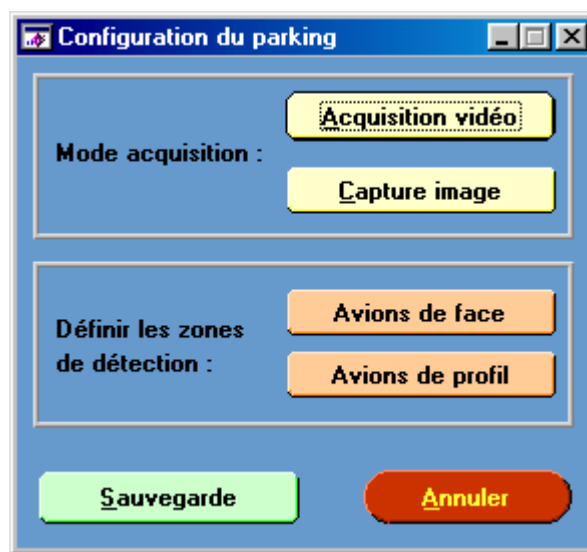 Configuration du parking
Mode acquisition :
Acquisition vidéo
Capture image
Définir les zones
de détection :
Avions de face
Avions de profil
Sauvegarde
Annuler